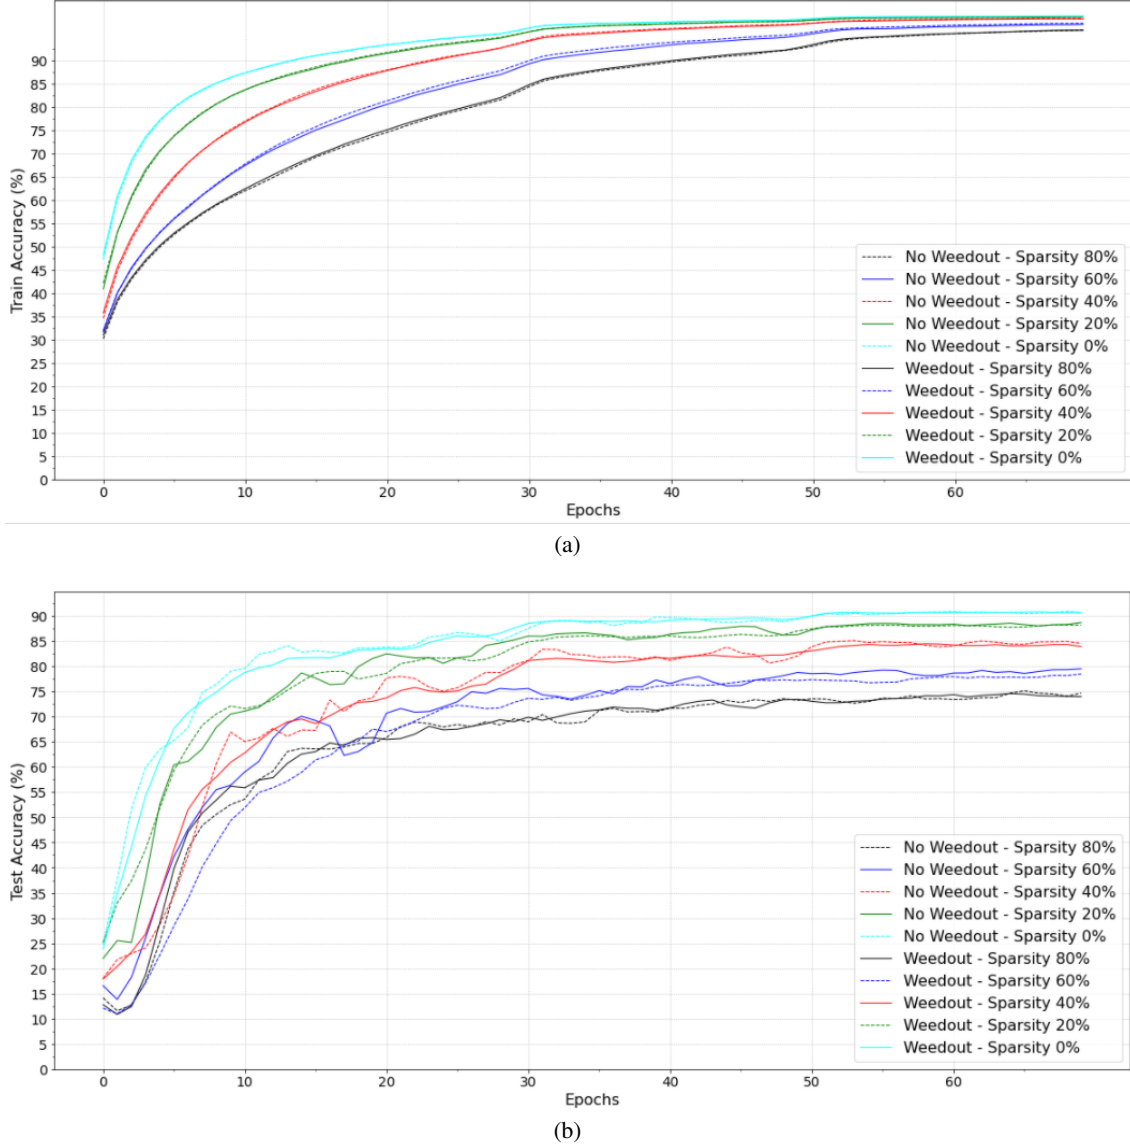 90
85
80
75
70
65
60
55
50
45
40
35
30
25
20
15
10
5
0
Train Accuracy (%)
No Weedout - Sparsity 80%
No Weedout - Sparsity 60%
No Weedout - Sparsity 40%
No Weedout - Sparsity 20%
No Weedout - Sparsity 0%
Weedout - Sparsity 80%
Weedout - Sparsity 60%
Weedout - Sparsity 40%
Weedout - Sparsity 20%
Weedout - Sparsity 0%
0 10 20 30 40 50 60
Epochs
(a)
90
85
80
75
70
65
60
55
50
45
40
35
30
25
20
15
10
5
0
Test Accuracy (%)
No Weedout - Sparsity 80%
No Weedout - Sparsity 60%
No Weedout - Sparsity 40%
No Weedout - Sparsity 20%
No Weedout - Sparsity 0%
Weedout - Sparsity 80%
Weedout - Sparsity 60%
Weedout - Sparsity 40%
Weedout - Sparsity 20%
Weedout - Sparsity 0%
0 10 20 30 40 50 60
Epochs
(b)